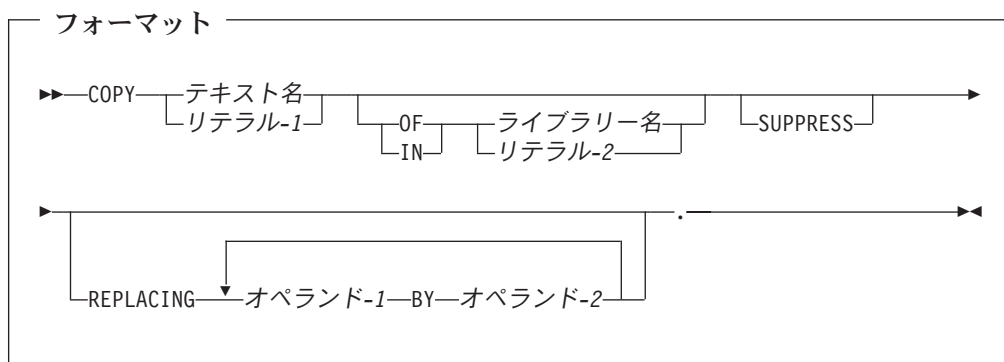 フォーマット
COPY テキスト名
リテラル-1
OF ライブラリー名
IN リテラル-2
SUPPRESS
.
REPLACING オペランド-1 BY オペランド-2